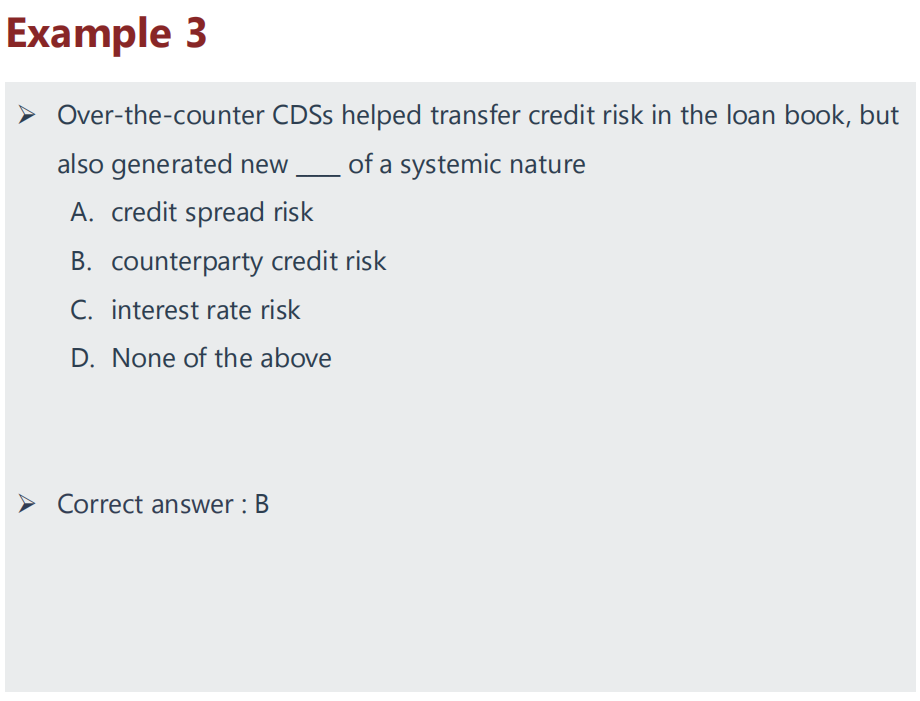 Example 3
➢ Over-the-counter CDSs helped transfer credit risk in the loan book, but
also generated new ___ of a systemic nature
A. credit spread risk
B. counterparty credit risk
C. interest rate risk
D. None of the above
➢ Correct answer : B